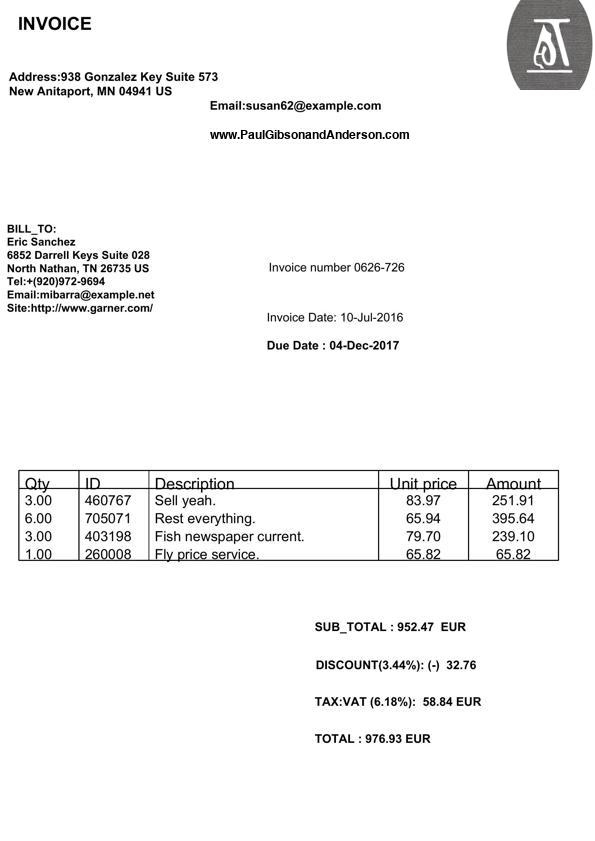 INVOICE
Address:938 Gonzalez Key Suite 573
New Anitaport, MN 04941 US
Email:susan62@example.com
www.PaulGibsonandAnderson.com
BILL_TO:
Eric Sanchez
6852 Darrell Keys Suite 028
North Nathan, TN 26735 US
Tel:+(920)972-9694
Email:mibarra@example.net
Site:http://www.garner.com/
Invoice number 0626-726
Invoice Date: 10-Jul-2016
Due Date : 04-Dec-2017
Qty ID Description Unit price Amount
3.00 460767 Sell yeah. 83.97 251.91
6.00 705071 Rest everything. 65.94 395.64
3.00 403198 Fish newspaper current. 79.70 239.10
1.00 260008 Fly price service. 65.82 65.82
SUB_TOTAL : 952.47 EUR
DISCOUNT(3.44%): (-) 32.76
TAX:VAT (6.18%): 58.84 EUR
TOTAL : 976.93 EUR